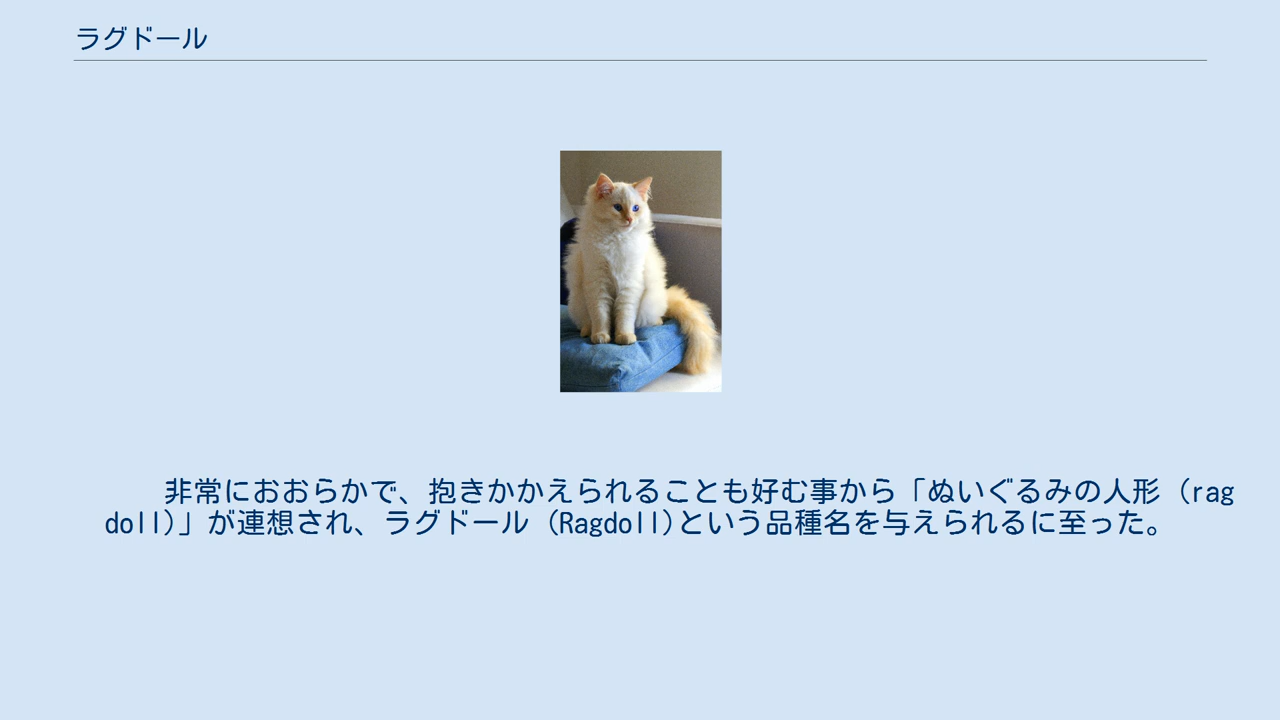 ラグドール
非常におおらかで、抱きかかえられることも好む事から「ぬいぐるみの人形 (rag
doll)」が連想され、ラグドール (Ragdoll)という品種名を与えられるに至った。